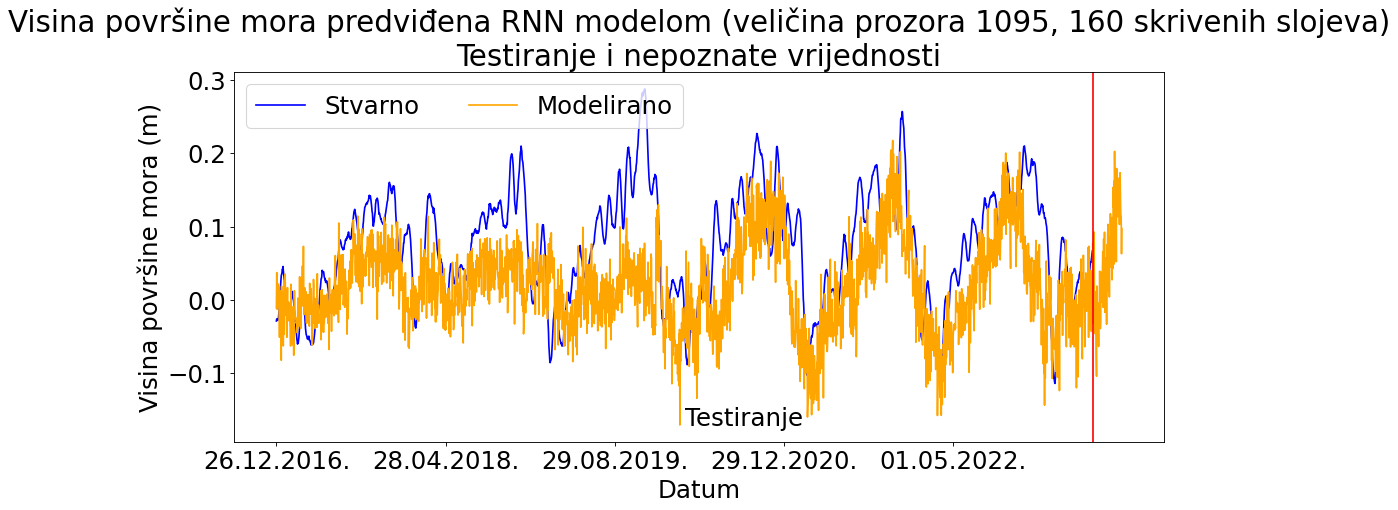 Visina površine mora predviđena RNN modelom (veličina prozora 1095, 160 skrivenih slojeva)
Testiranje i nepoznate vrijednosti
Visina površine mora (m)
0.3
0.2
0.1
0.0
−0.1
Stvarno
Modelirano
Testiranje
26.12.2016.
28.04.2018.
29.08.2019.
29.12.2020.
01.05.2022.
Datum